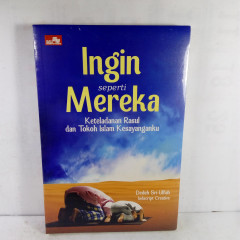 Ingin
seperti
Mereka
Keteladanan Rasul
dan Tokoh Islam Kesayanganku